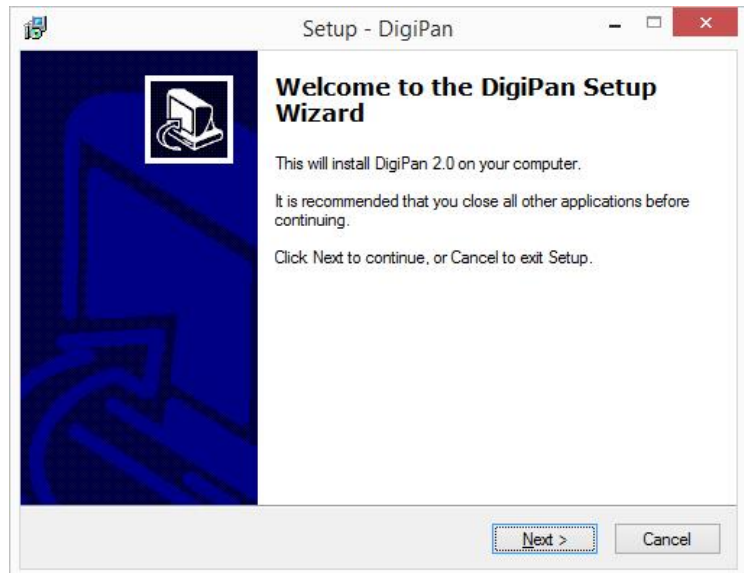 Setup - DigiPan
Welcome to the DigiPan Setup
Wizard
This will install DigiPan 2.0 on your computer.
It is recommended that you close all other applications before
continuing.
Click Next to continue, or Cancel to exit Setup.
Next >
Cancel